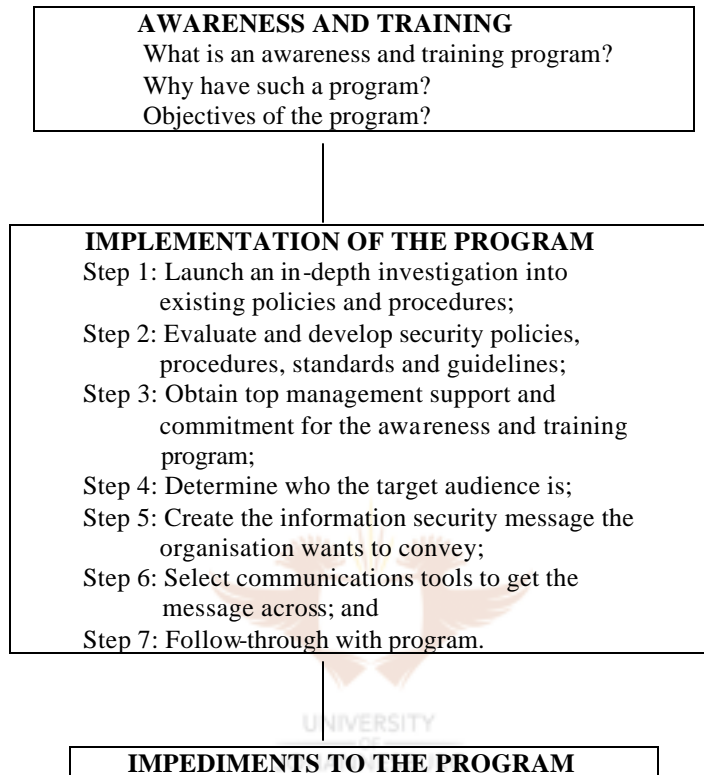 AWARENESS AND TRAINING
What is an awareness and training program?
Why have such a program?
Objectives of the program?
IMPLEMENTATION OF THE PROGRAM
Step 1: Launch an in-depth investigation into
existing policies and procedures;
Step 2: Evaluate and develop security policies,
procedures, standards and guidelines;
Step 3: Obtain top management support and
commitment for the awareness and training
program;
Step 4: Determine who the target audience is;
Step 5: Create the information security message the
organisation wants to convey;
Step 6: Select communications tools to get the
message across; and
Step 7: Follow-through with program.
UNIVERSITY
OF
IMPEDIMENTS TO THE PROGRAM